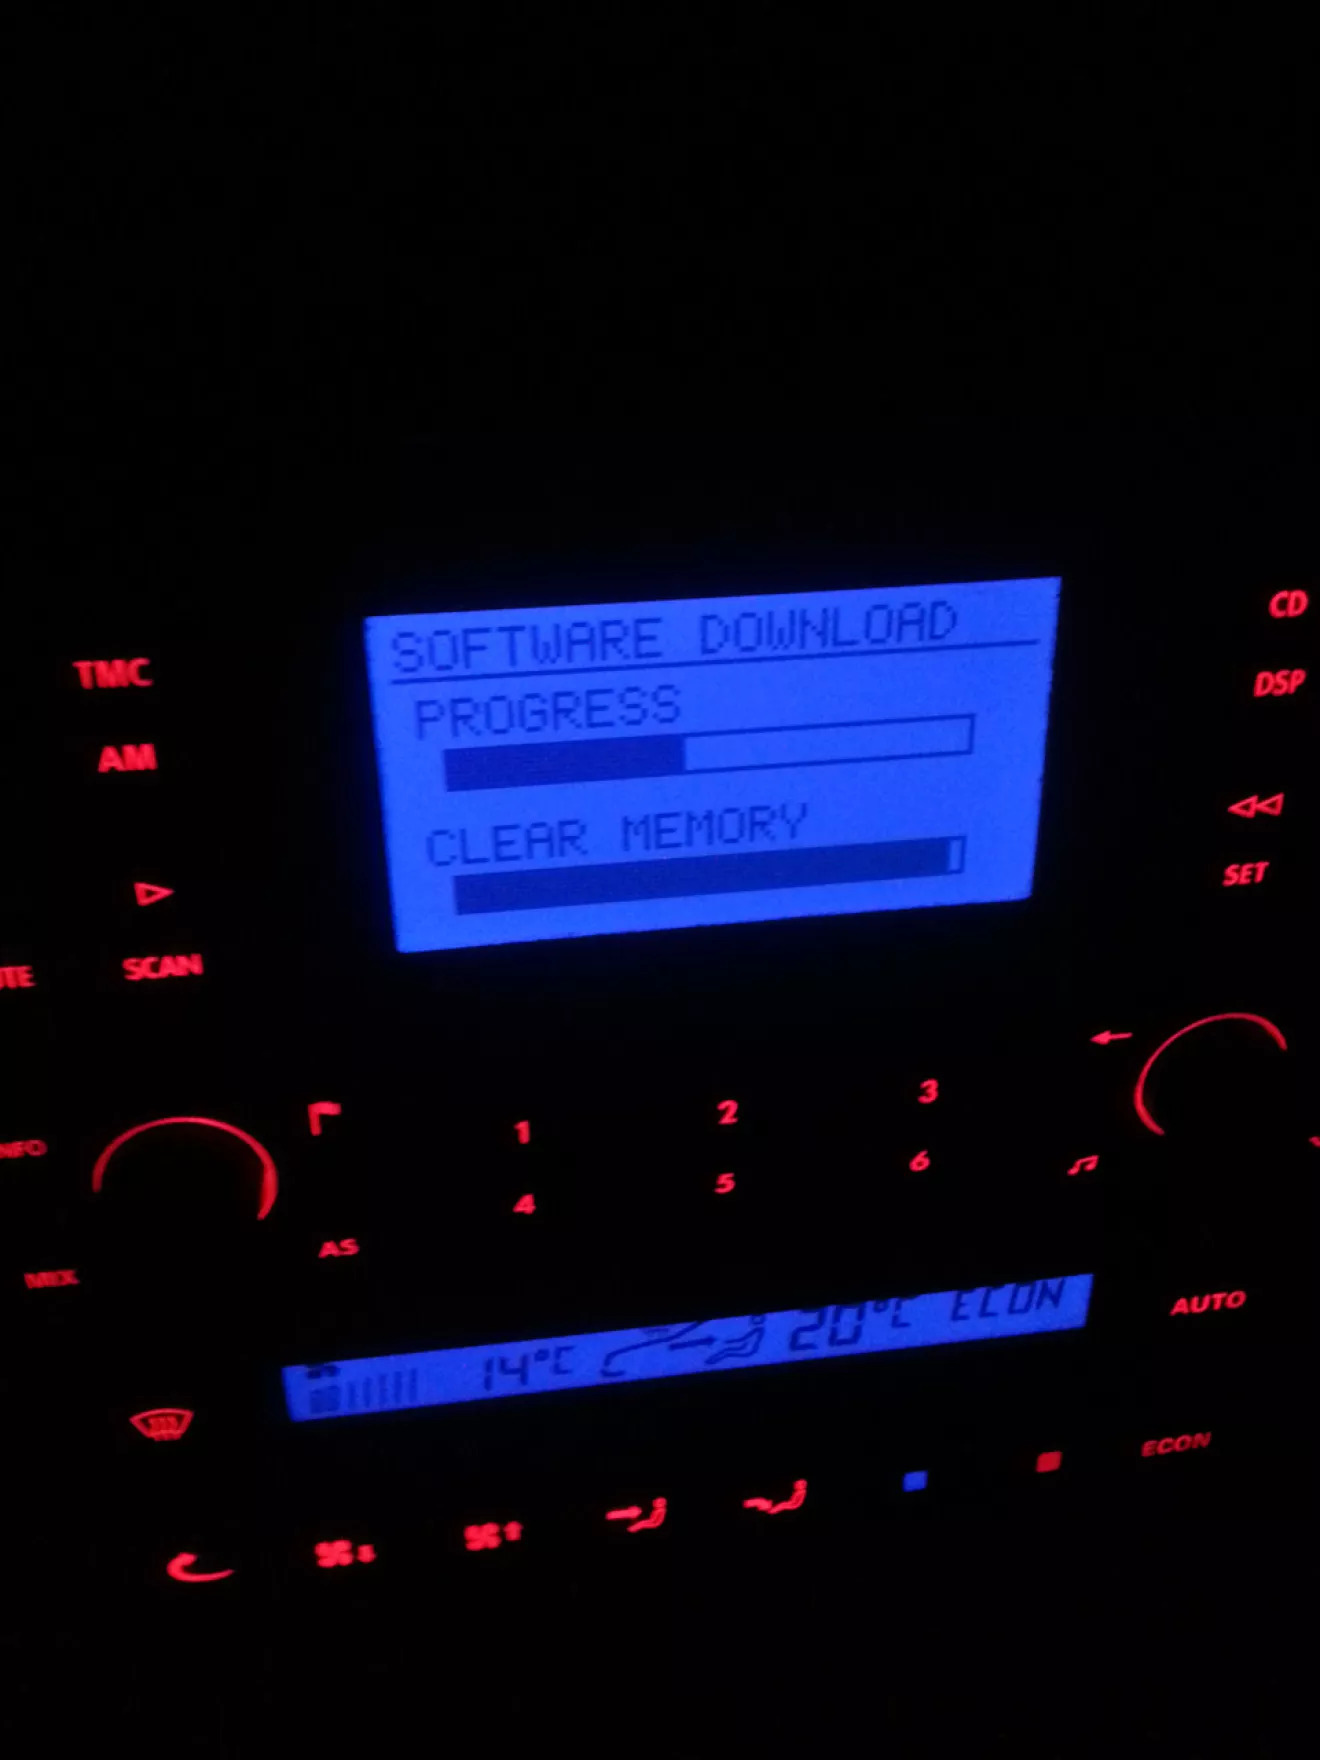 SOFTWARE DOWNLOAD
PROGRESS
CLEAR MEMORY
CD
TMC
DSP
AM
SET
SCAN
1 2 3
4 5 6
AS
MIX
14°C 20°C ECON
AUTO
ECON